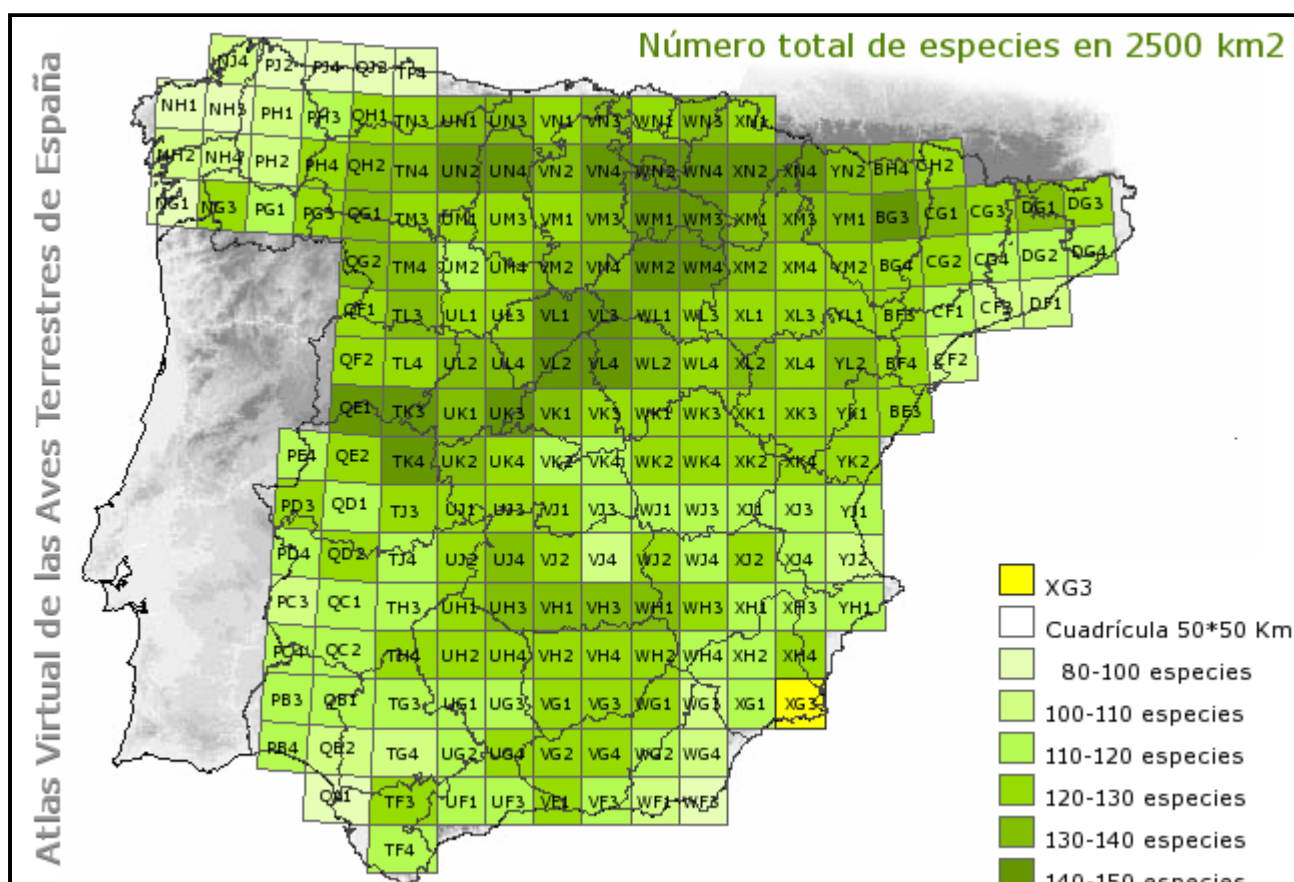 Número total de especies en 2500 km2
Atlas Virtual de las Aves Terrestres de España
NJ4 PJ2 PJ4 QJ2 TP4
NH1 NH3 PH1 PH3 QH1 TN3 UN1 UN3 VN1 VN3 WN1 WN3 XN1
NH2 NH4 PH2 PH4 QH2 TN4 UN2 UN4 VN2 VN4 WN2 WN4 XN2 XN4 YN2 BH4 CH2
NG1 NG3 PG1 PG3 QG1 TM3 UM1 UM3 VM1 VM3 WM1 WM3 XM1 XM3 YM1 BG3 CG1 CG3 DG1 DG3
QG2 TM4 UM2 UM4 VM2 VN4 WM2 WM4 XM2 XM4 YM2 BG4 CG2 CG4 DG2 DG4
QF1 TL3 UL1 UL3 VL1 VL3 WL1 WL3 XL1 XL3 YL1 BF3 CF1 CF3 DF1
QF2 TL4 UL2 UL4 VL2 VL4 WL2 WL4 XL2 XL4 YL2 BF4 CF2
QE1 TK3 UK1 UK3 VK1 VK3 WK1 WK3 XK1 XK3 YK1 BE3
PE4 QE2 TK4 UK2 UK4 VK2 VK4 WK2 WK4 XK2 XK4 YK2
PD3 QD1 TJ3 UJ1 UJ3 VJ1 VJ3 WJ1 WJ3 XJ1 XJ3 YJ1
PD4 QD2 TJ4 UJ2 UJ4 VJ2 VJ4 WJ2 WJ4 XJ2 XJ4 YJ2
PC3 QC1 TH3 UH1 UH3 VH1 VH3 WH1 WH3 XH1 XH3 YH1
PC4 QC2 TH4 UH2 UH4 VH2 VH4 WH2 WH4 XH2 XH4
PB3 QB1 TG3 UG1 UG3 VG1 VG3 WG1 WG3 XG1 XG3
PB4 QB2 TG4 UG2 UG4 VG2 VG4 WG2 WG4
QA1 TF3 UF1 UF3 VF1 VF3 WF1 WF3
TF4
XG3
Cuadrícula 50*50 Km
80-100 especies
100-110 especies
110-120 especies
120-130 especies
130-140 especies
140-150 especies